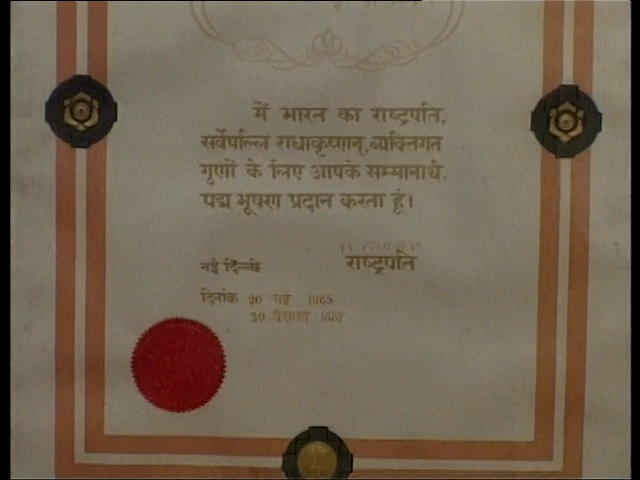 में भारत का राष्ट्रपति,
सर्वेपल्लि राधाकृष्णन्, व्यक्तिगत
गुणों के लिए आपके सम्मानार्थ
पद्म भूषण प्रदान करता हूं।
राष्ट्रपति
नई दिल्ली
दिनांक 20 मई 1965
30 वैशाख